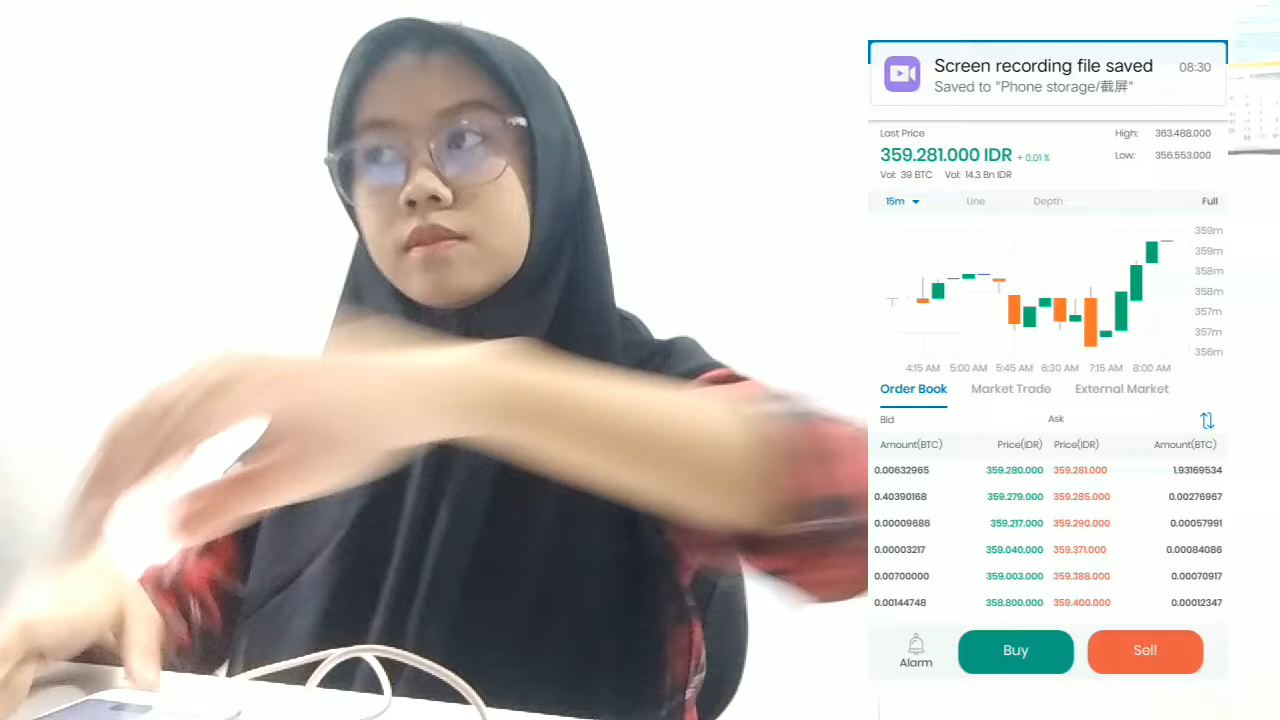 Screen recording file saved 08:30
Saved to "Phone storage/截屏"
Last Price High: 363.488.000
359.281.000 IDR + 0.01 % Low: 356.553.000
Vol: 39 BTC Vol: 14.3 Bn IDR
15m Line Depth Full
359m
359m
358m
358m
357m
357m
356m
4:15 AM 5:00 AM 5:45 AM 6:30 AM 7:15 AM 8:00 AM
Order Book Market Trade External Market
Bid Ask
Amount(BTC) Price(IDR) Price(IDR) Amount(BTC)
0.00632965 359.280.000 359.281.000 1.93169534
0.40390168 359.279.000 359.285.000 0.00276967
0.00009686 359.217.000 359.290.000 0.00057991
0.00003217 359.040.000 359.371.000 0.00084086
0.00700000 359.003.000 359.388.000 0.00070917
0.00144748 358.800.000 359.400.000 0.00012347
Alarm Buy Sell